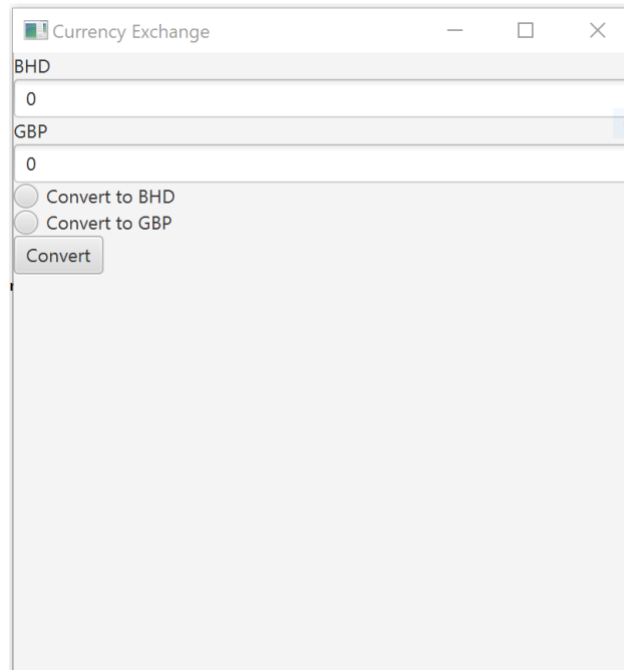 Currency Exchange
BHD
0
GBP
0
Convert to BHD
Convert to GBP
Convert